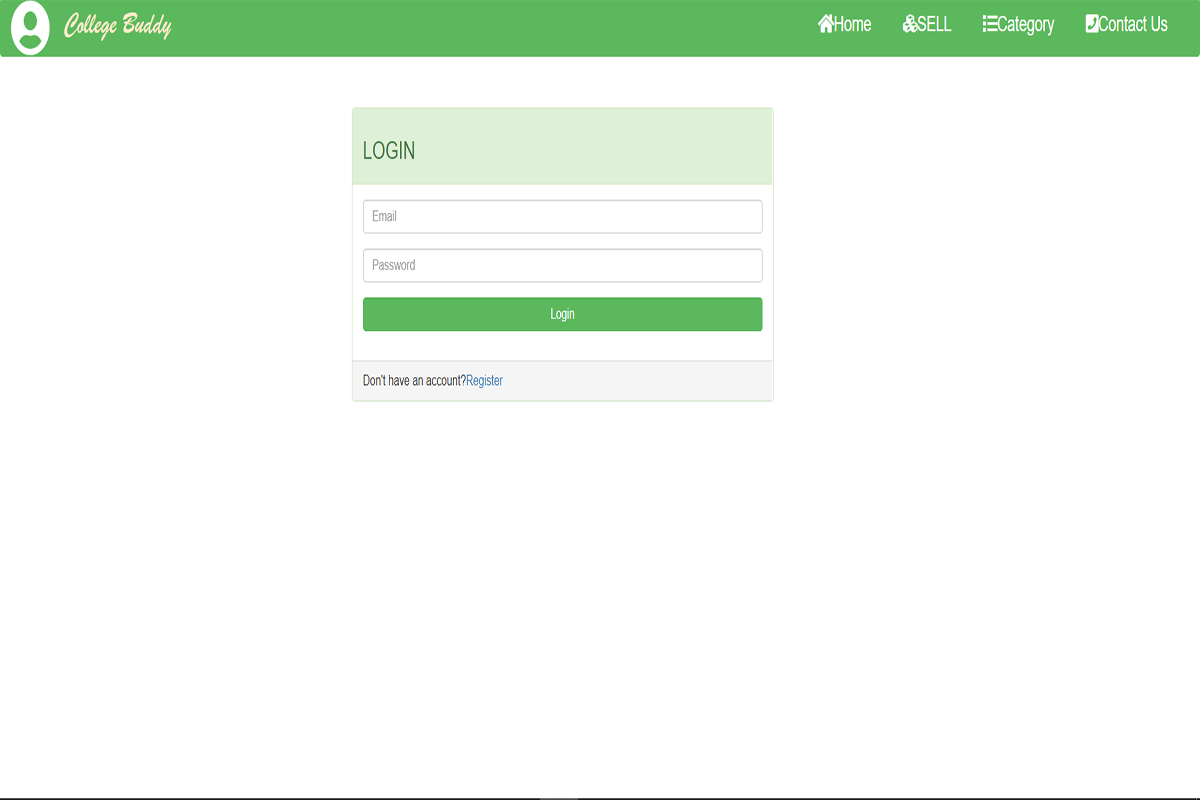 College Buddy
Home SELL Category Contact Us
LOGIN
Email
Password
Login
Don't have an account?Register